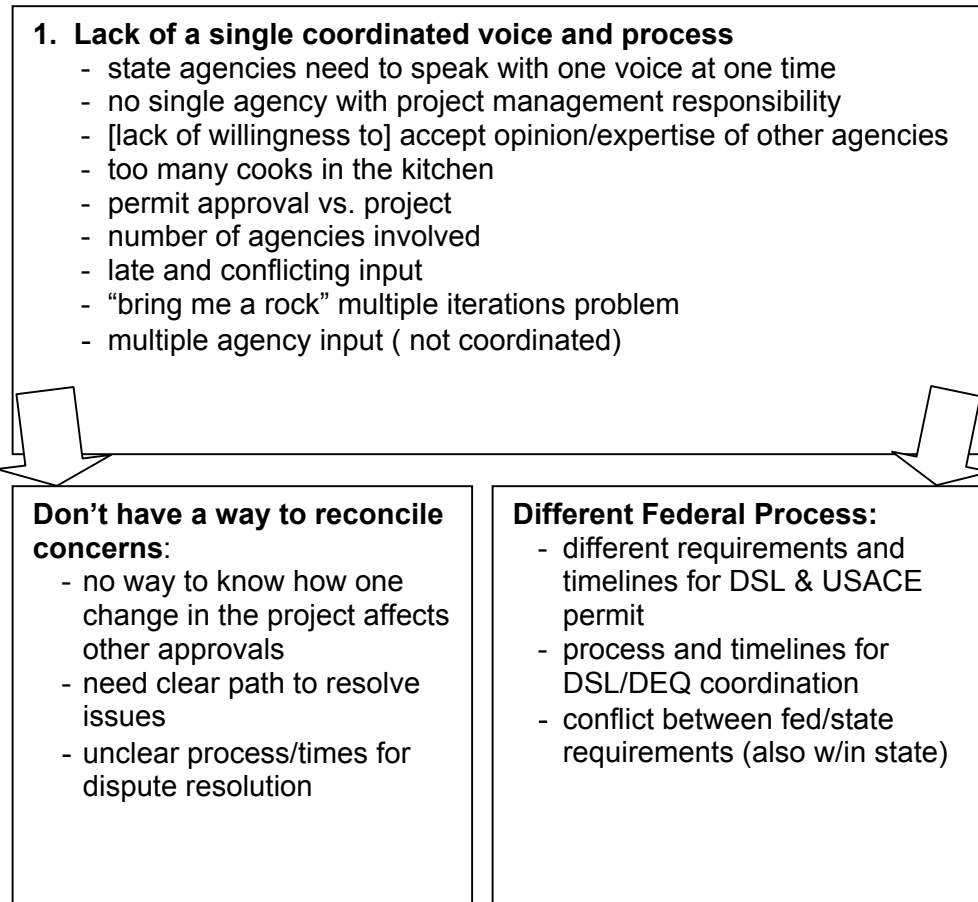 1. Lack of a single coordinated voice and process
- state agencies need to speak with one voice at one time
- no single agency with project management responsibility
- [lack of willingness to] accept opinion/expertise of other agencies
- too many cooks in the kitchen
- permit approval vs. project
- number of agencies involved
- late and conflicting input
- “bring me a rock” multiple iterations problem
- multiple agency input ( not coordinated)
Don’t have a way to reconcile
concerns:
- no way to know how one
change in the project affects
other approvals
- need clear path to resolve
issues
- unclear process/times for
dispute resolution
Different Federal Process:
- different requirements and
timelines for DSL & USACE
permit
- process and timelines for
DSL/DEQ coordination
- conflict between fed/state
requirements (also w/in state)